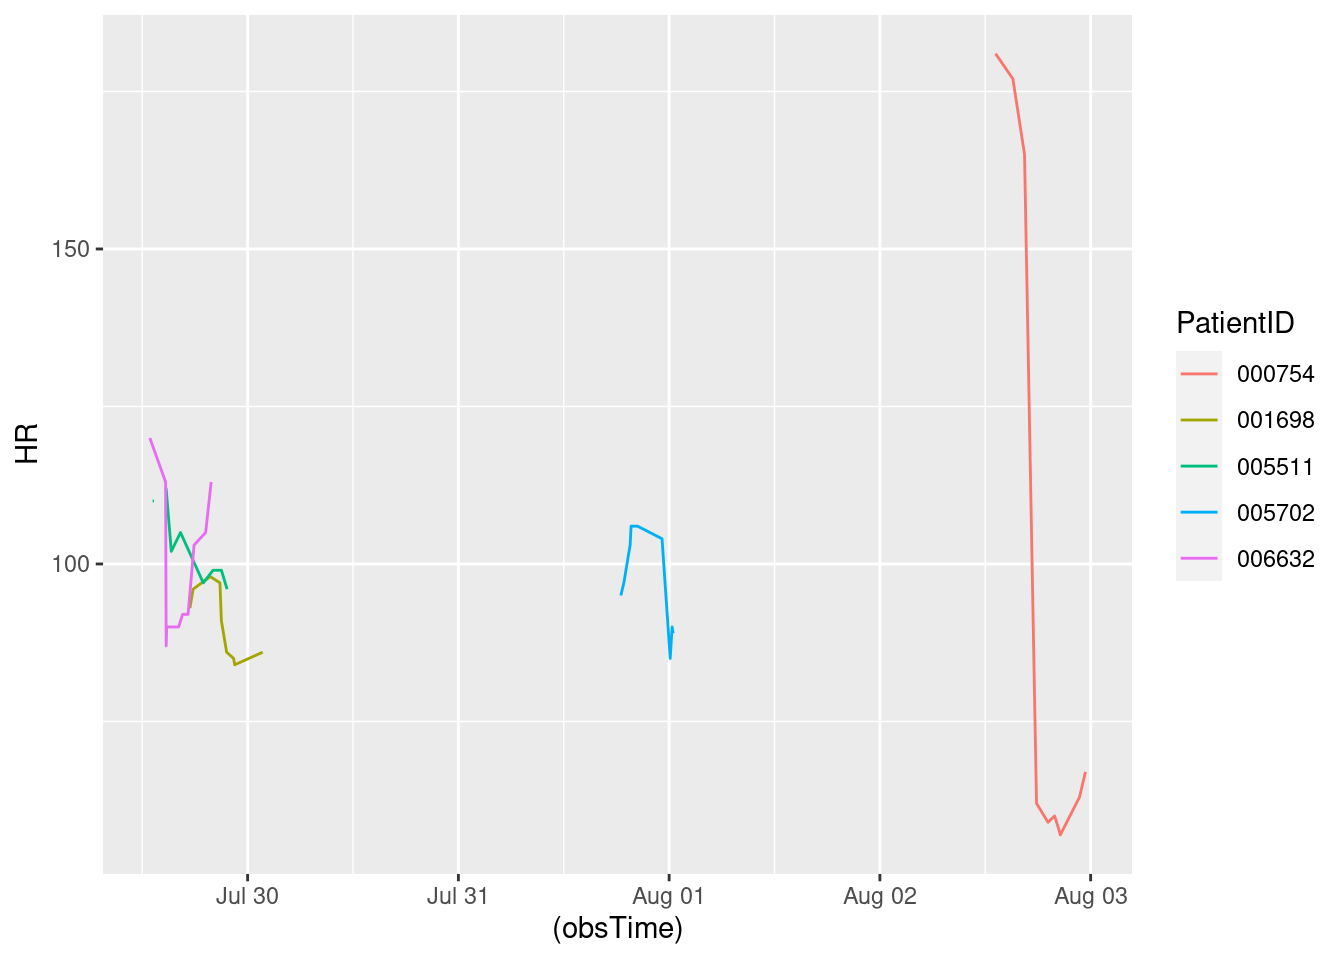 HR
150
100
Jul 30
Jul 31
Aug 01
Aug 02
Aug 03
(obsTime)
PatientID
000754
001698
005511
005702
006632